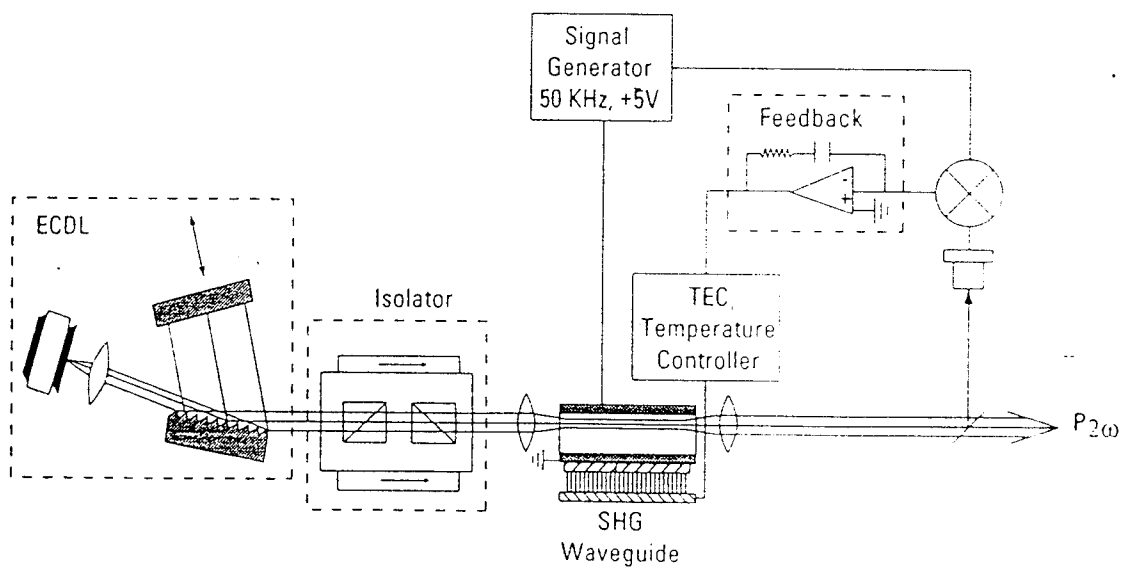 Signal
Generator
50 KHz, +5V
Feedback
-
+
ECDL
Isolator
TEC
Temperature
Controller
P2ω
SHG
Waveguide